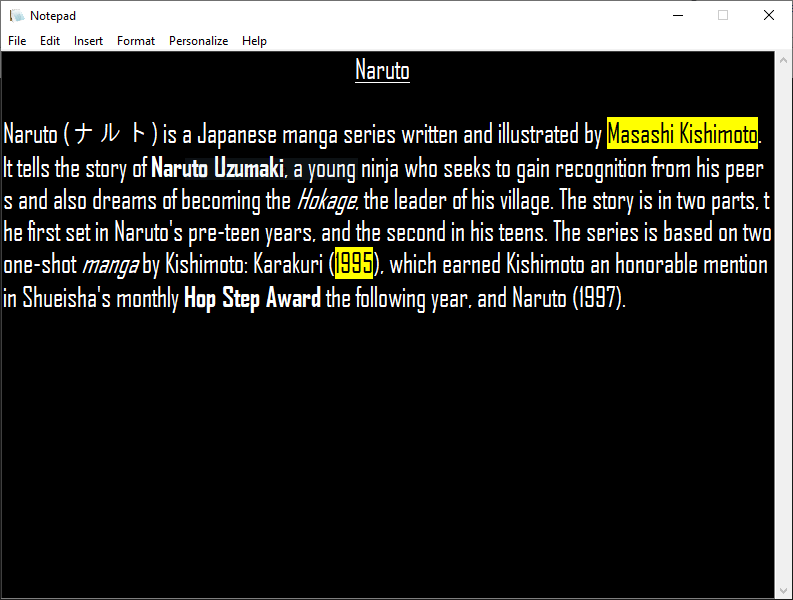 Notepad
File Edit Insert Format Personalize Help
Naruto
Naruto (ナルト) is a Japanese manga series written and illustrated by Masashi Kishimoto.
It tells the story of Naruto Uzumaki, a young ninja who seeks to gain recognition from his peer
s and also dreams of becoming the Hokage, the leader of his village. The story is in two parts, t
he first set in Naruto's pre-teen years, and the second in his teens. The series is based on two
one-shot manga by Kishimoto: Karakuri (1995), which earned Kishimoto an honorable mention
in Shueisha's monthly Hop Step Award the following year, and Naruto (1997).